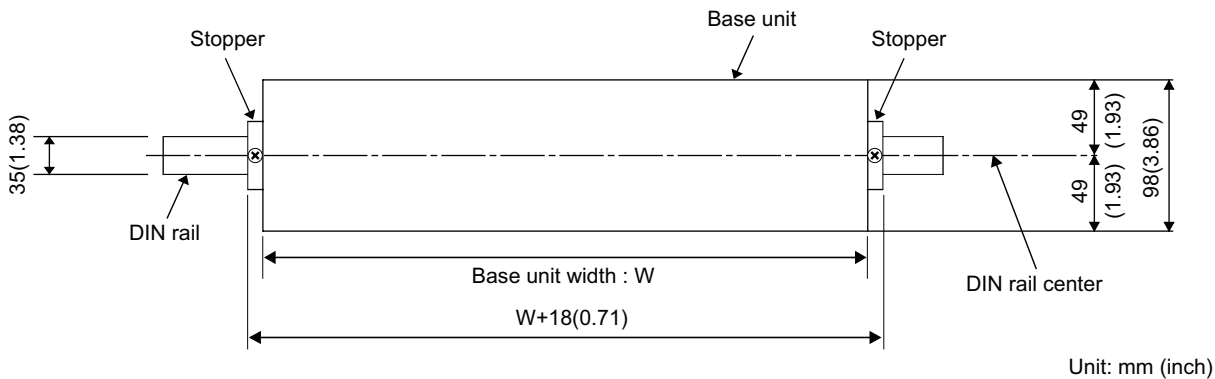 Base unit
Stopper
Stopper
35(1.38)
49
(1.93)
49
(1.93)
98(3.86)
DIN rail
Base unit width : W
DIN rail center
W+18(0.71)
Unit: mm (inch)